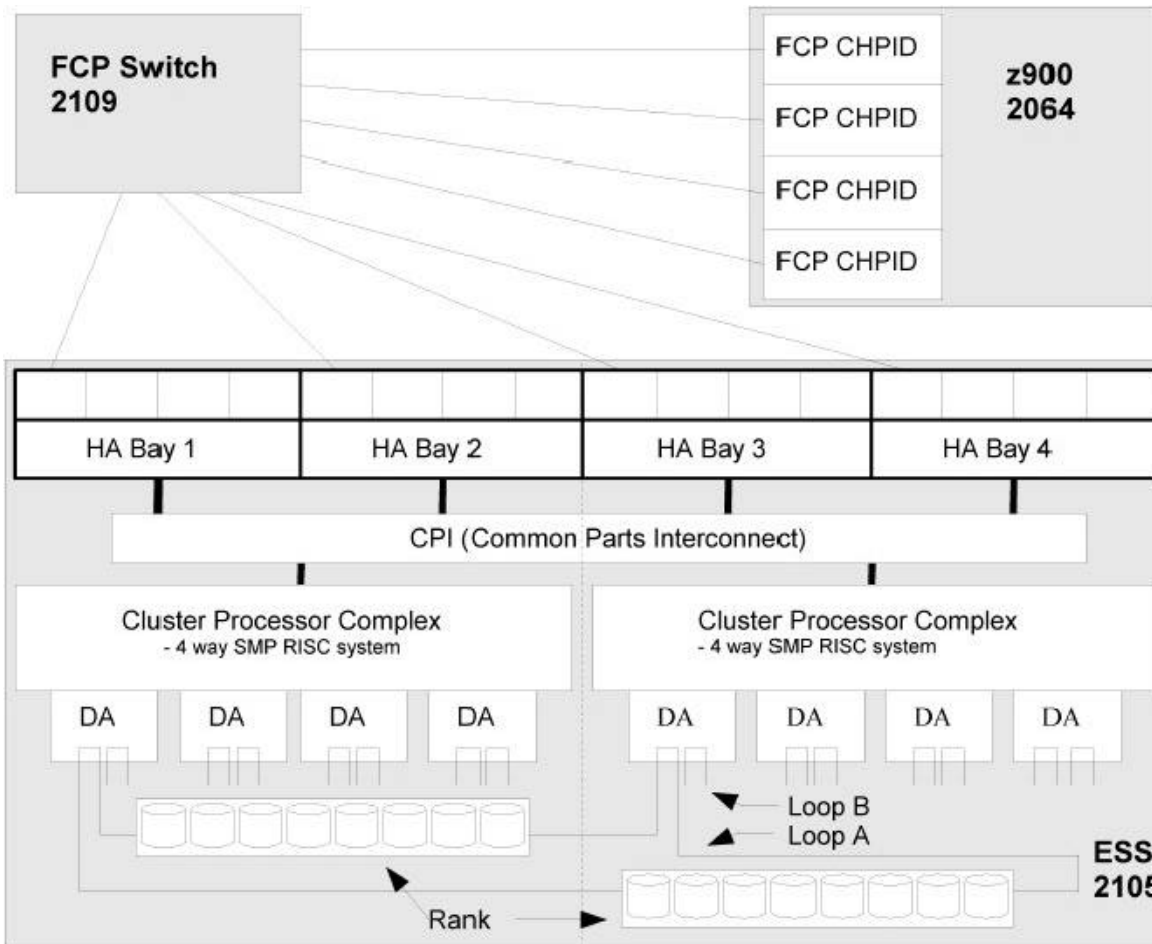 FCP Switch
2109
FCP CHPID
FCP CHPID
FCP CHPID
FCP CHPID
z900
2064
HA Bay 1
HA Bay 2
HA Bay 3
HA Bay 4
CPI (Common Parts Interconnect)
Cluster Processor Complex
- 4 way SMP RISC system
Cluster Processor Complex
- 4 way SMP RISC system
DA
DA
DA
DA
DA
DA
DA
DA
Loop B
Loop A
ESS
2105
Rank